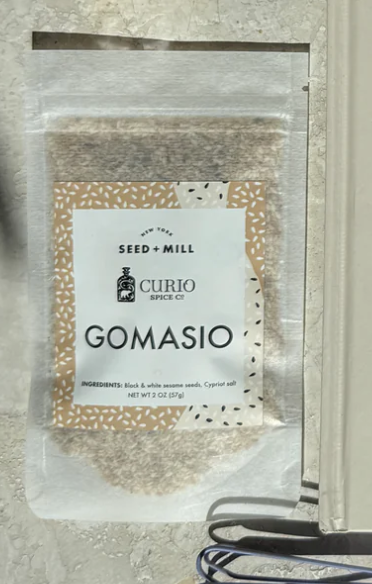 NEW YORK
SEED + MILL
CURIO
SPICE Cº
GOMASIO
INGREDIENTS: Black & white sesame seeds, Cypriot salt
NET WT 2 OZ (57g)